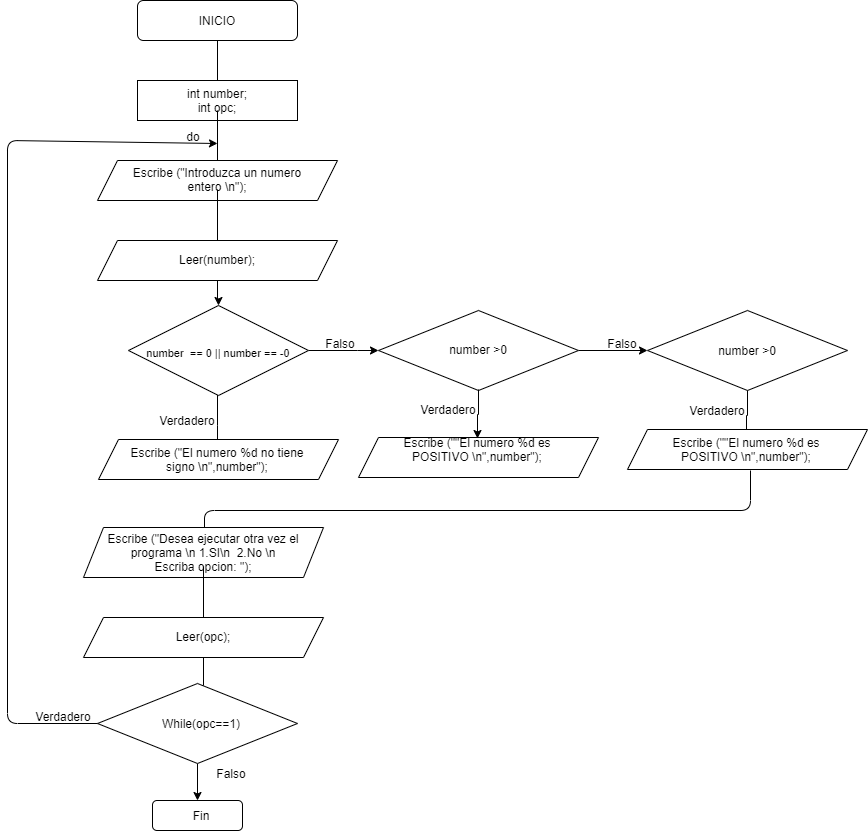 INICIO
int number;
int opc;
do
Escribe ("Introduzca un numero
entero \n");
Leer(number);
number == 0 || number == -0
Falso
number >0
Falso
number >0
Verdadero
Verdadero
Verdadero
Escribe ("El numero %d no tiene
signo \n",number");
Escribe (""El numero %d es
POSITIVO \n",number");
Escribe (""El numero %d es
POSITIVO \n",number");
Escribe ("Desea ejecutar otra vez el
programa \n 1.SI\n 2.No \n
Escriba opcion: ");
Leer(opc);
Verdadero
While(opc==1)
Falso
Fin